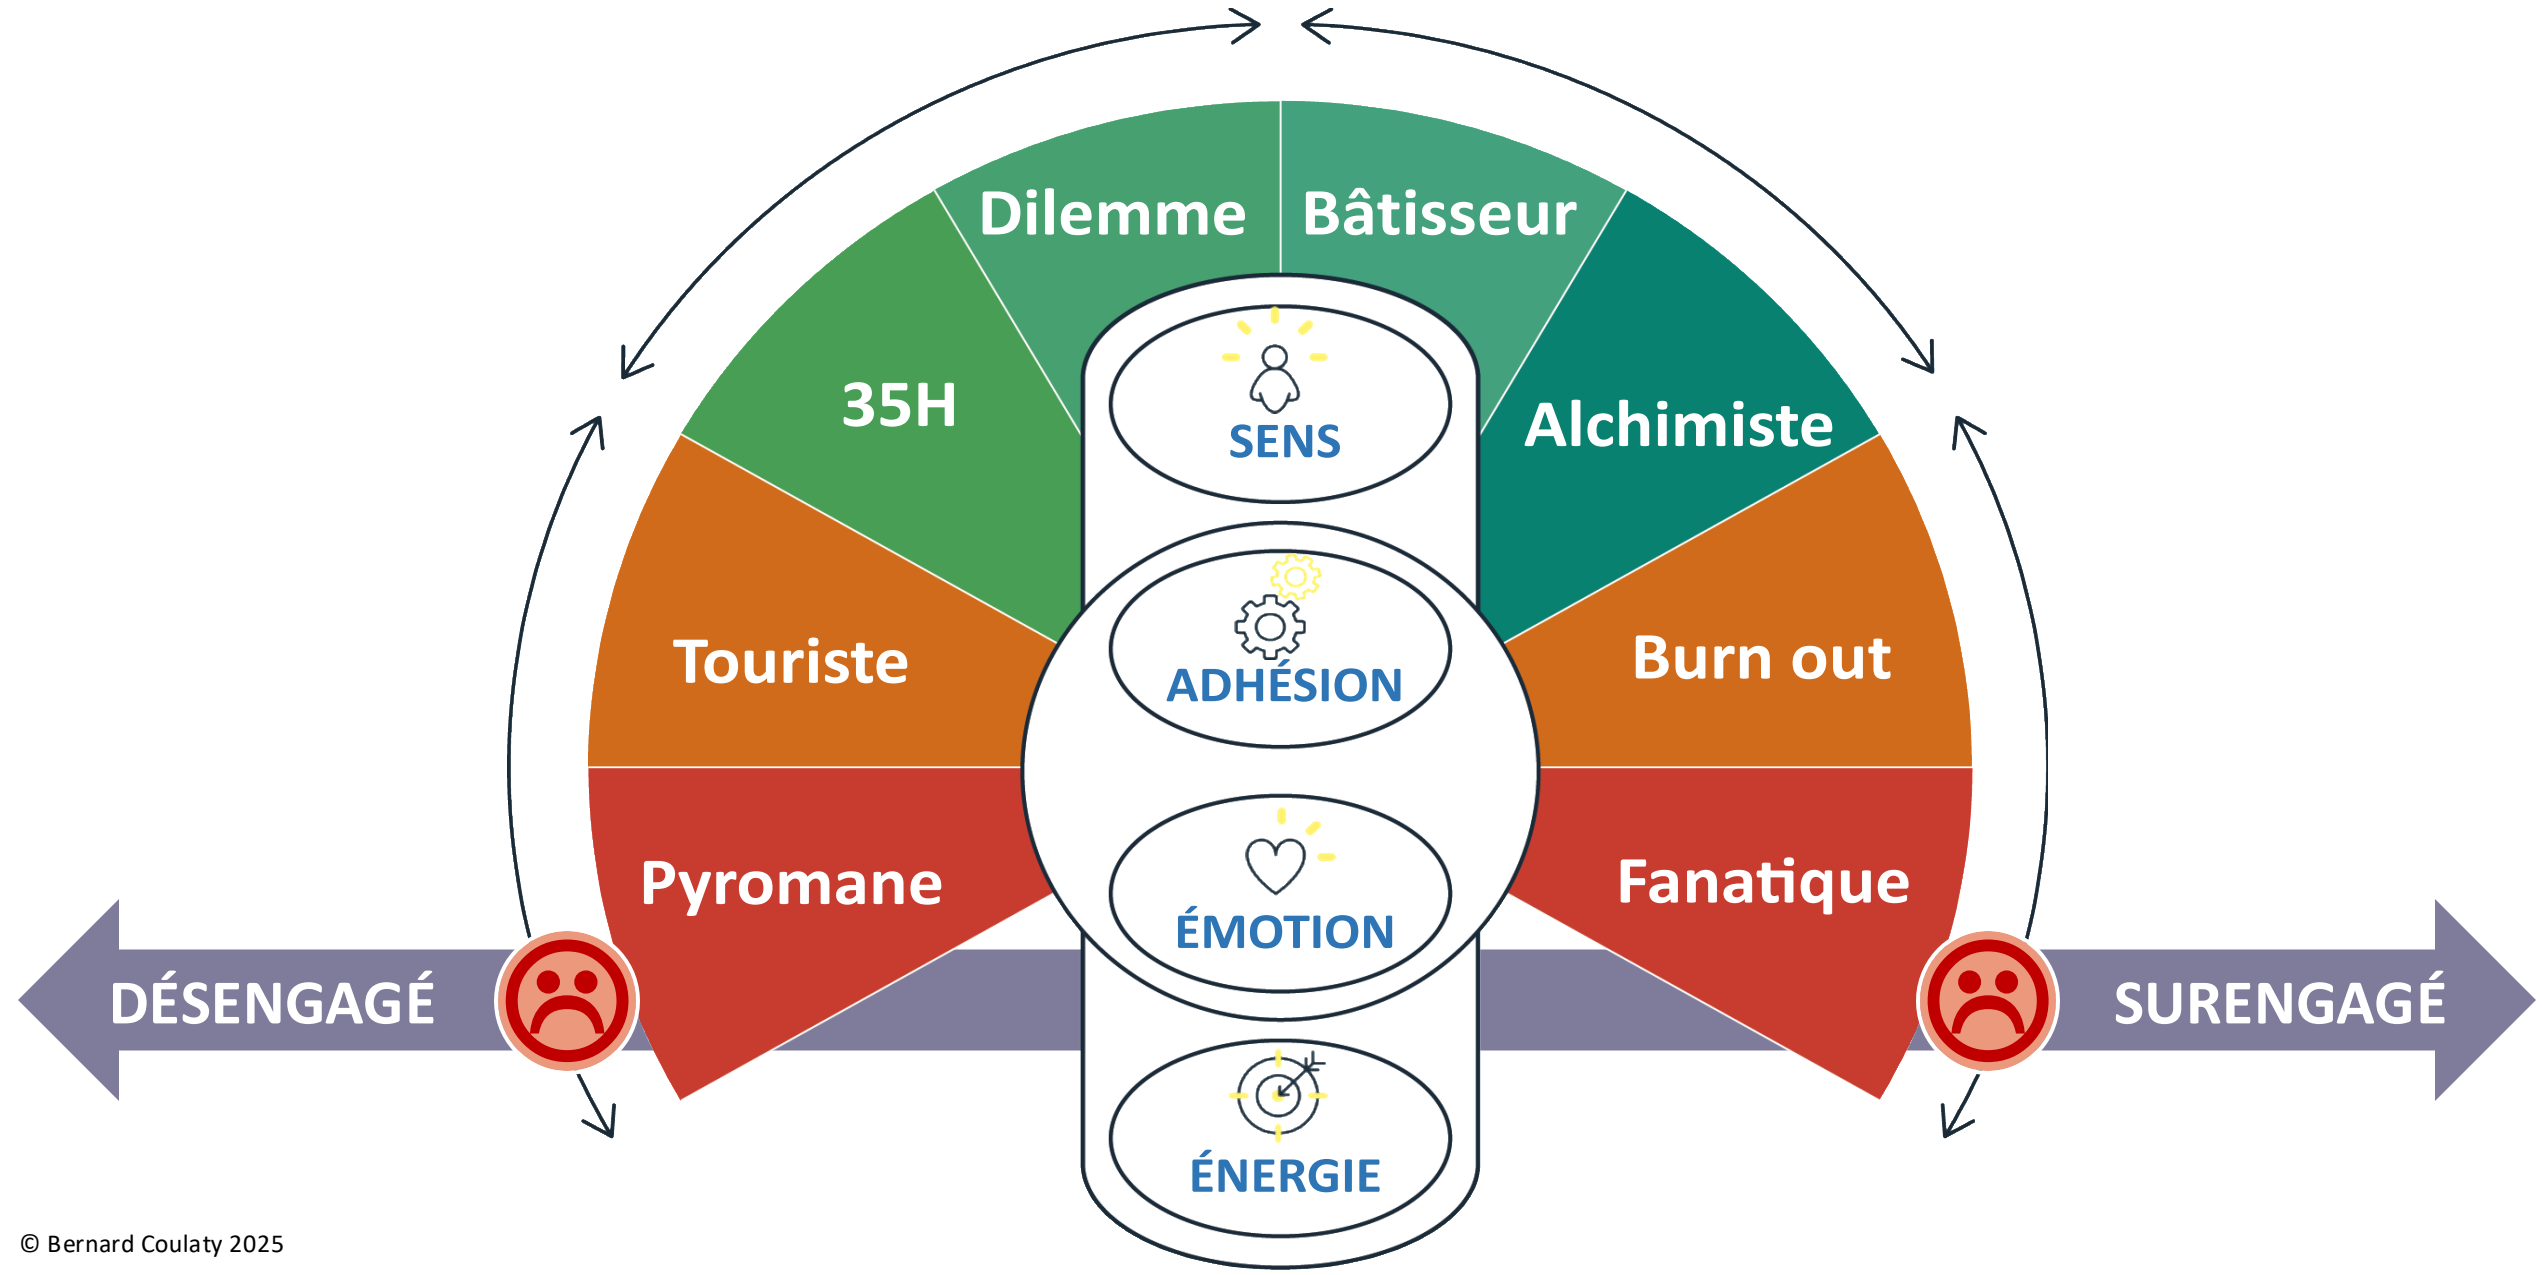 Dilemme
Bâtisseur
35H
Alchimiste
SENS
Touriste
ADHÉSION
Burn out
Pyromane
ÉMOTION
Fanatique
DÉSENGAGÉ
SURENGAGÉ
ÉNERGIE
© Bernard Coulaty 2025